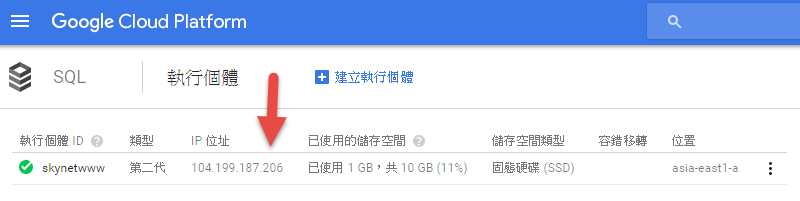 Google Cloud Platform
SQL 執行個體 建立執行個體
執行個體 ID ? 類型 IP 位址 已使用的儲存空間 ? 儲存空間類型 容錯移轉 位置
skynetwww 第二代 104.199.187.206 已使用 1 GB,共 10 GB (11%) 固態硬碟 (SSD) asia-east1-a